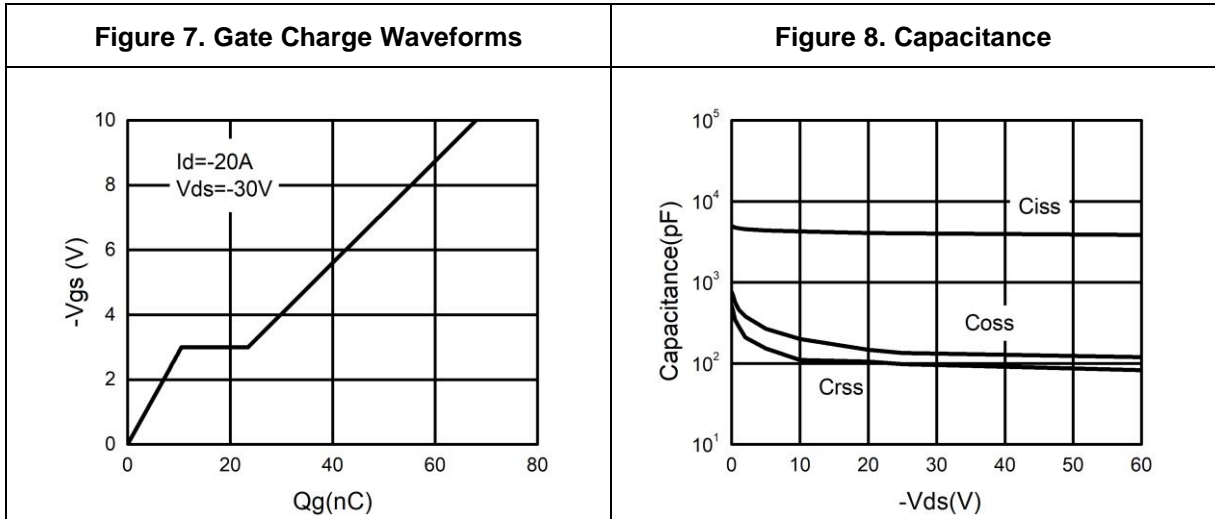 Figure 7. Gate Charge Waveforms
Figure 8. Capacitance
10
8
6
4
2
0
-Vgs (V)
Id=-20A
Vds=-30V
0 20 40 60 80
Qg(nC)
10^5
10^4
10^3
10^2
10^1
Capacitance(pF)
Ciss
Coss
Crss
0 10 20 30 40 50 60
-Vds(V)